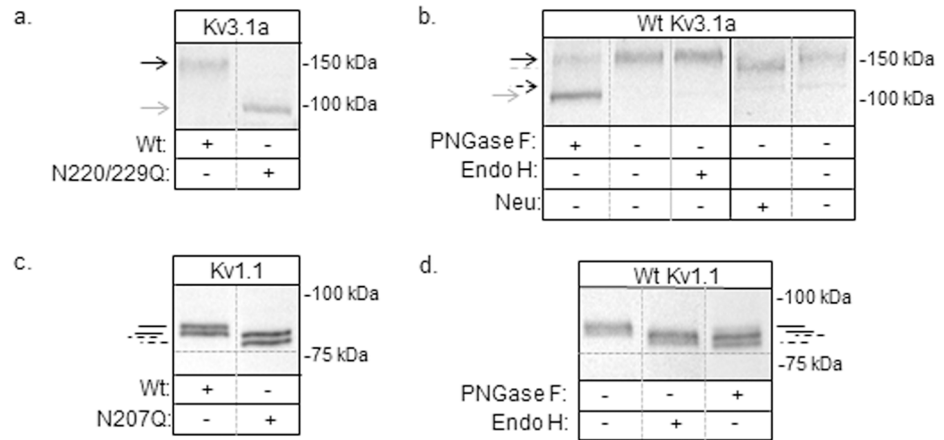 a.
Kv3.1a
-150 kDa
-100 kDa
Wt: + -
N220/229Q: - +
b.
Wt Kv3.1a
-150 kDa
-100 kDa
PNGase F: + - - - -
Endo H: - - + - -
Neu: - - - + -
c.
Kv1.1
-100 kDa
-75 kDa
Wt: + -
N207Q: - +
d.
Wt Kv1.1
-100 kDa
-75 kDa
PNGase F: - - +
Endo H: - + -